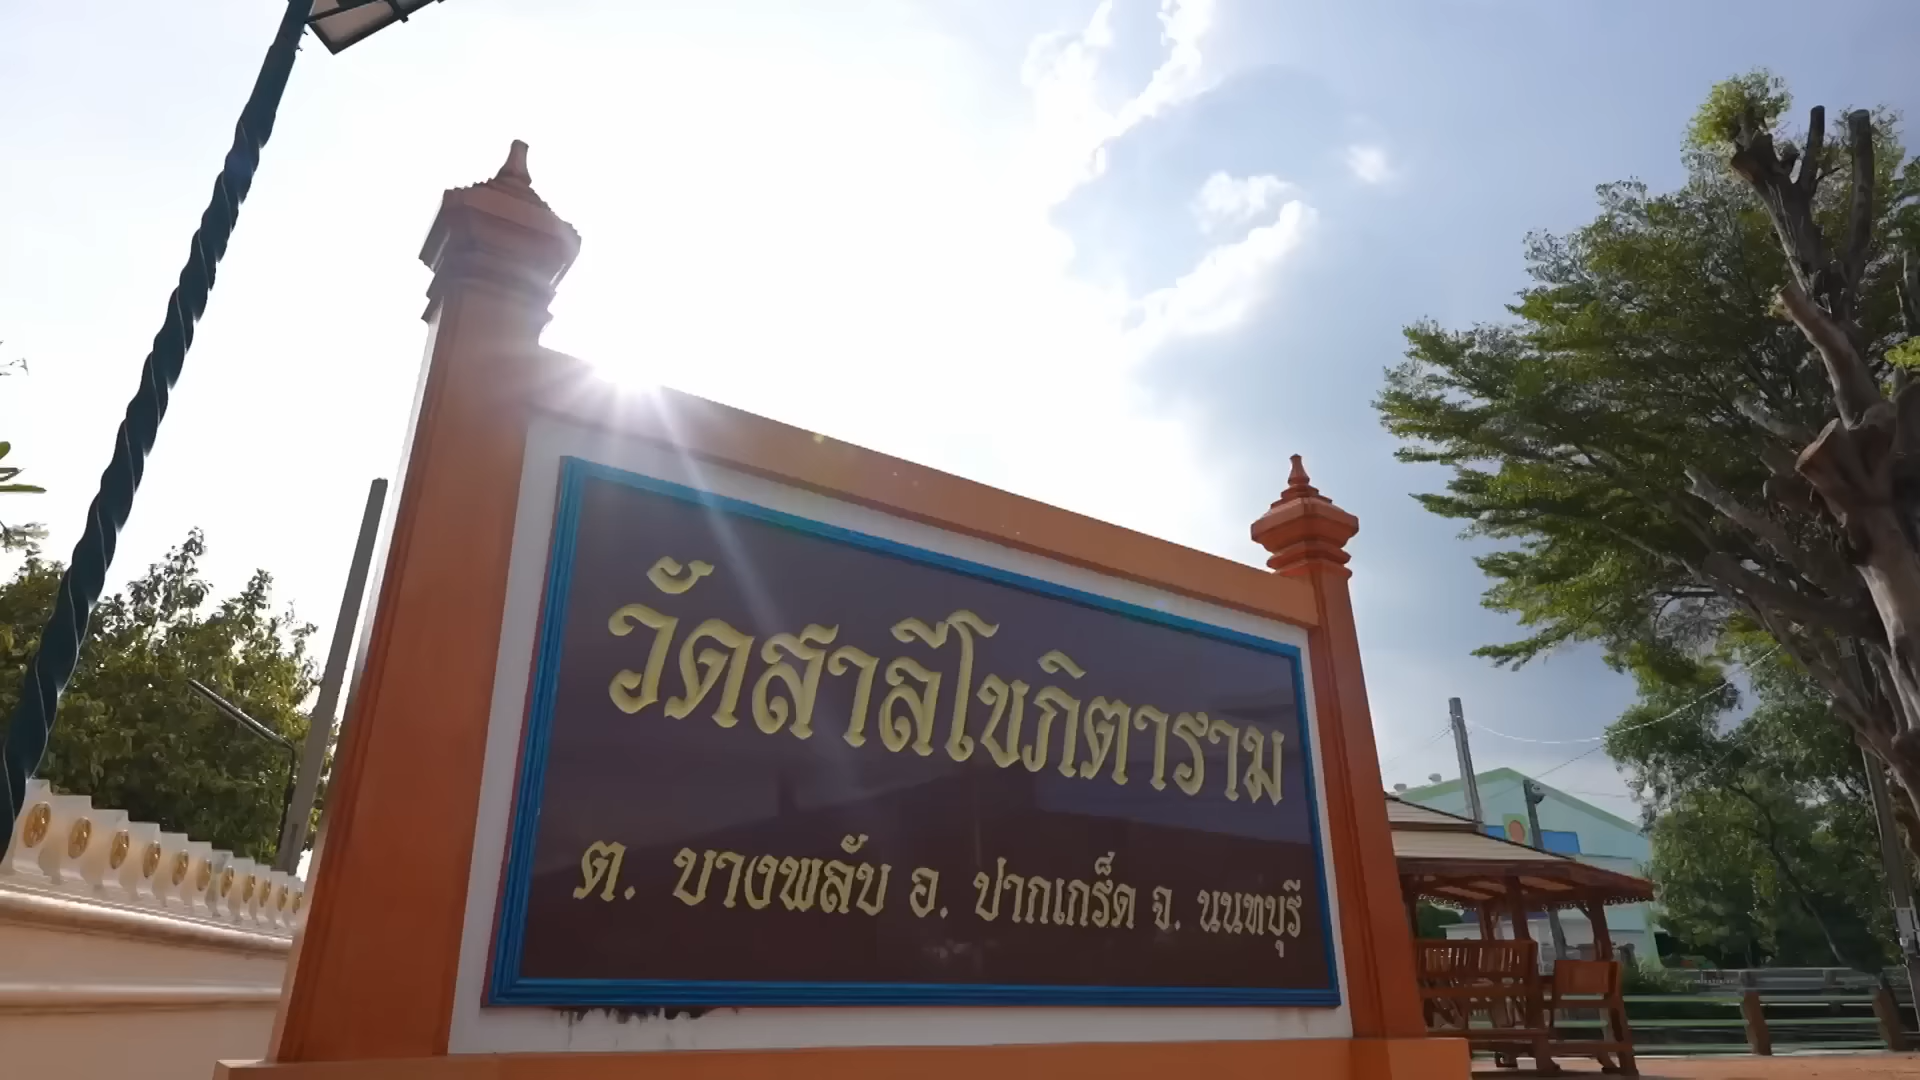 วัดสาลีโขภิตาราม
ต. บางพลับ อ. ปากเกร็ด จ. นนทบุรี